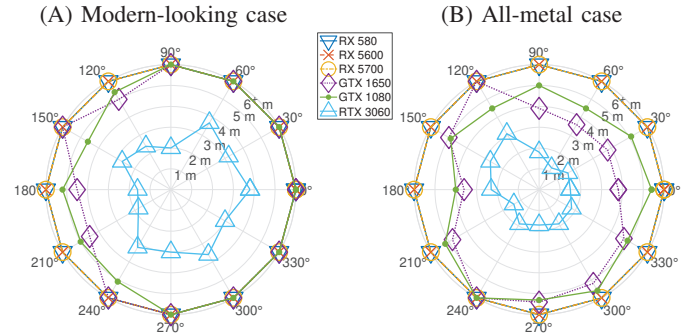 (A) Modern-looking case
(B) All-metal case
RX 580
RX 5600
RX 5700
GTX 1650
GTX 1080
RTX 3060
90°
120°
60°
150°
30°
180°
0°
210°
330°
240°
300°
270°
1 m
2 m
3 m
4 m
5 m
6⁺ m
90°
120°
60°
150°
30°
180°
0°
210°
330°
240°
300°
270°
1 m
2 m
3 m
4 m
5 m
6⁺ m